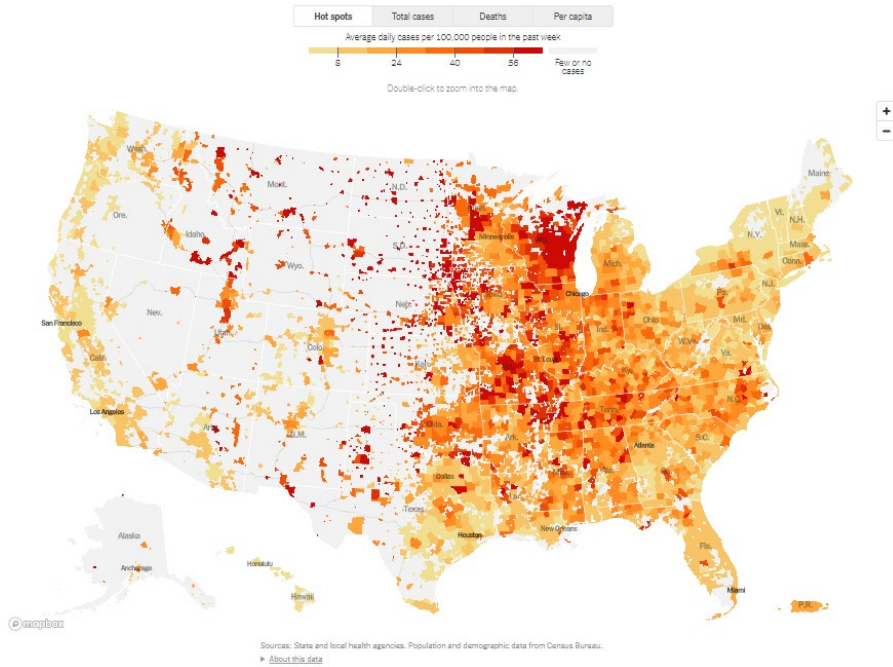 Hot spots Total cases Deaths Per capita
Average daily cases per 100,000 people in the past week
8 24 40 56 Few or no
cases
Double-click to zoom into the map.
+
−
Wash.
Mont.
N.D.
Maine
Ore.
Idaho
Minneapolis
Vt.
N.H.
N.Y.
Mass.
S.D.
Wyo.
Mich.
Conn.
Chicago
Pa.
N.J.
Nev.
Neb.
Ohio
Md.
Del.
San Francisco
Utah
Colo.
Ill.
Ind.
W.Va.
Va.
Calif.
Kan.
St. Louis
Ky.
Los Angeles
Ariz.
N.M.
Okla.
Ark.
Tenn.
N.C.
S.C.
Atlanta
Dallas
Miss.
Ala.
Ga.
Texas
La.
Alaska
Houston
New Orleans
Fla.
Anchorage
Honolulu
Hawaii
Miami
P.R.
mapbox
Sources: State and local health agencies. Population and demographic data from Census Bureau.
▶ About this data